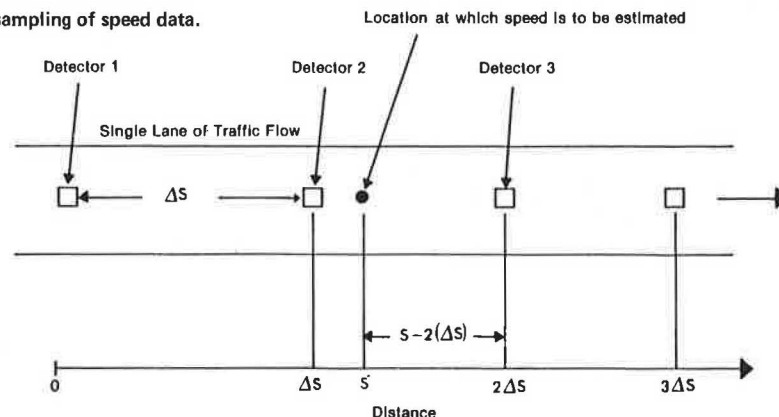 sampling of speed data.
Location at which speed is to be estimated
Detector 1
Detector 2
Detector 3
Single Lane of Traffic Flow
ΔS
S-2(ΔS)
0
ΔS
S
2ΔS
3ΔS
Distance